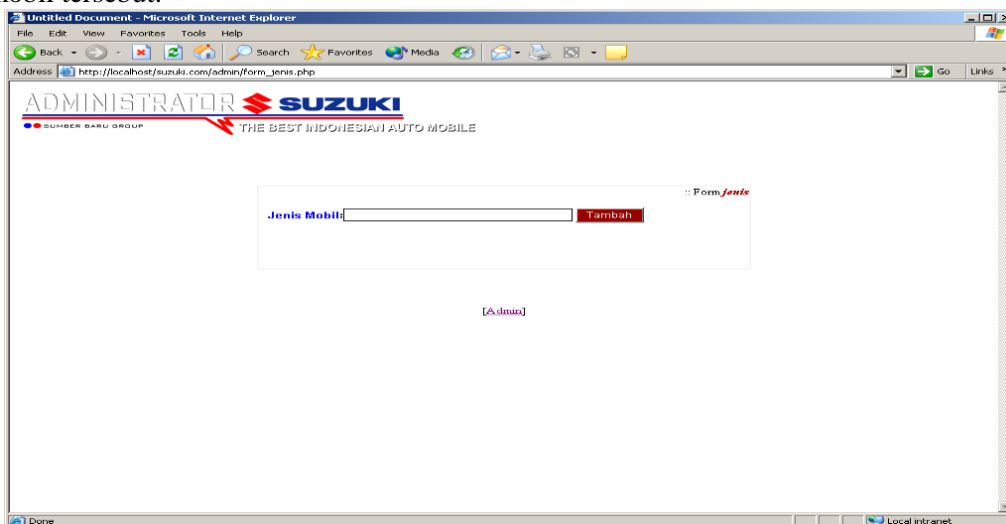 mobil tersebut.
Untitled Document - Microsoft Internet Explorer
File Edit View Favorites Tools Help
Back Search Favorites Media
Address http://localhost/suzuki.com/admin/form_jenis.php Go Links
ADMINISTRATOR SUZUKI
SUMBER BARU GROUP THE BEST INDONESIAN AUTO MOBILE
:: Form jenis
Jenis Mobil: Tambah
[Admin]
Done Local intranet